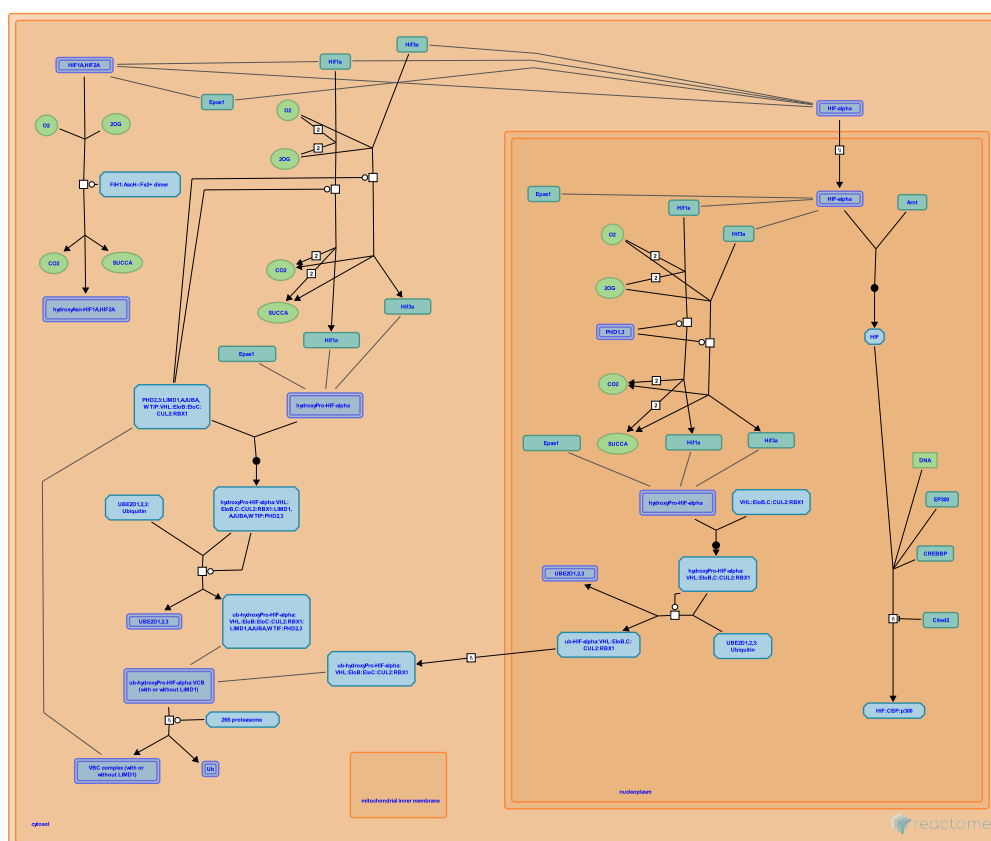 Hif3a
HIF1A,HIF2A
Hif1a
Epas1
HIF-alpha
O2
2OG
O2
2
2
2OG
FIH1:AscH-:Fe2+ dimer
CO2
SUCCA
hydroxyAsn-HIF1A,HIF2A
2
CO2
2
SUCCA
Hif3a
Hif1a
Epas1
PHD2,3:LIMD1,AJUBA,
WTIP:VHL:EloB:EloC:
CUL2:RBX1
hydroxyPro-HIF-alpha
UBE2D1,2,3:
Ubiquitin
hydroxyPro-HIF-alpha:VHL:
EloB,C:CUL2:RBX1:LIMD1,
AJUBA,WTIP:PHD2,3
UBE2D1,2,3
ub-hydroxyPro-HIF-alpha:
VHL:EloB:EloC:CUL2:RBX1:
LIMD1,AJUBA,WTIP:PHD2,3
ub-hydroxyPro-HIF-alpha:VCB
(with or without LIMD1)
ub-hydroxyPro-HIF-alpha:
VHL:EloB:EloC:CUL2:RBX1
26S proteasome
VBC complex (with or
without LIMD1)
Ub
mitochondrial inner membrane
cytosol
Epas1
Hif1a
HIF-alpha
Arnt
Hif3a
O2
2
2
2OG
PHD1,3
HIF
CO2
2
2
SUCCA
Hif1a
Hif3a
Epas1
hydroxyPro-HIF-alpha
VHL:EloB,C:CUL2:RBX1
DNA
EP300
CREBBP
UBE2D1,2,3
hydroxyPro-HIF-alpha:
VHL:EloB,C:CUL2:RBX1
Cited2
ub-HIF-alpha:VHL:EloB,C:
CUL2:RBX1
UBE2D1,2,3:
Ubiquitin
HIF:CBP:p300
nucleoplasm
reactome